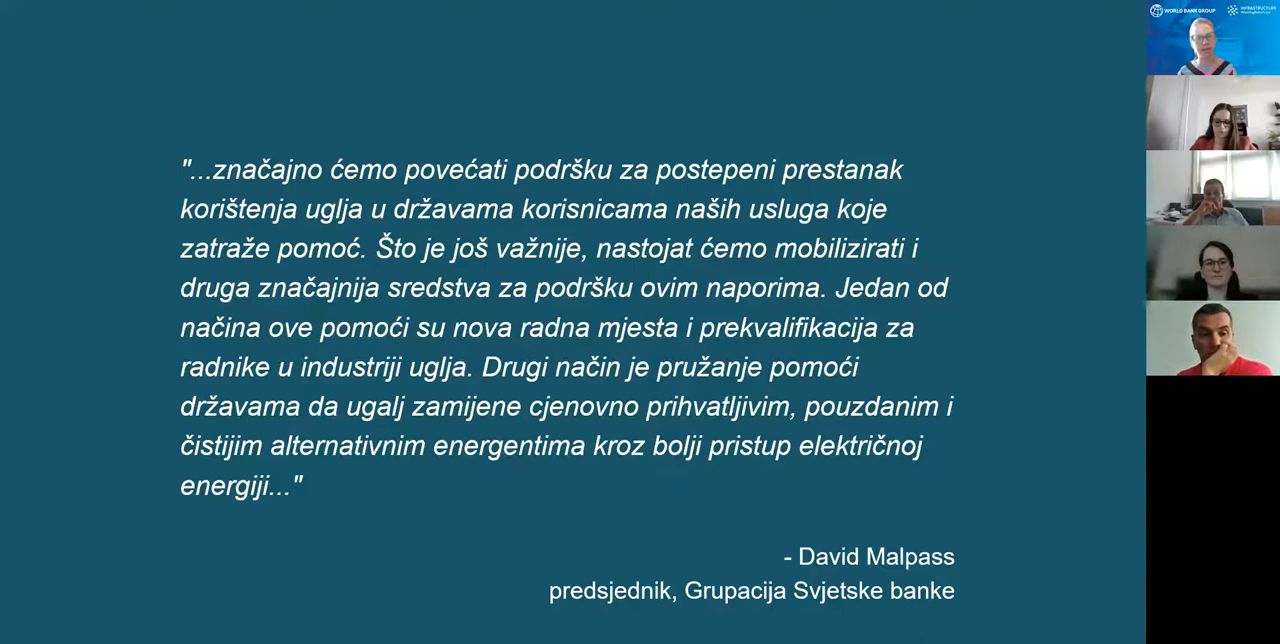 "...značajno ćemo povećati podršku za postepeni prestanak
korištenja uglja u državama korisnicama naših usluga koje
zatraže pomoć. Što je još važnije, nastojat ćemo mobilizirati i
druga značajnija sredstva za podršku ovim naporima. Jedan od
načina ove pomoći su nova radna mjesta i prekvalifikacija za
radnike u industriji uglja. Drugi način je pružanje pomoći
državama da ugalj zamijene cjenovno prihvatljivim, pouzdanim i
čistijim alternativnim energentima kroz bolji pristup električnoj
energiji..."
- David Malpass
predsjednik, Grupacija Svjetske banke
WORLD BANK GROUP
INFRASTRUCTURE